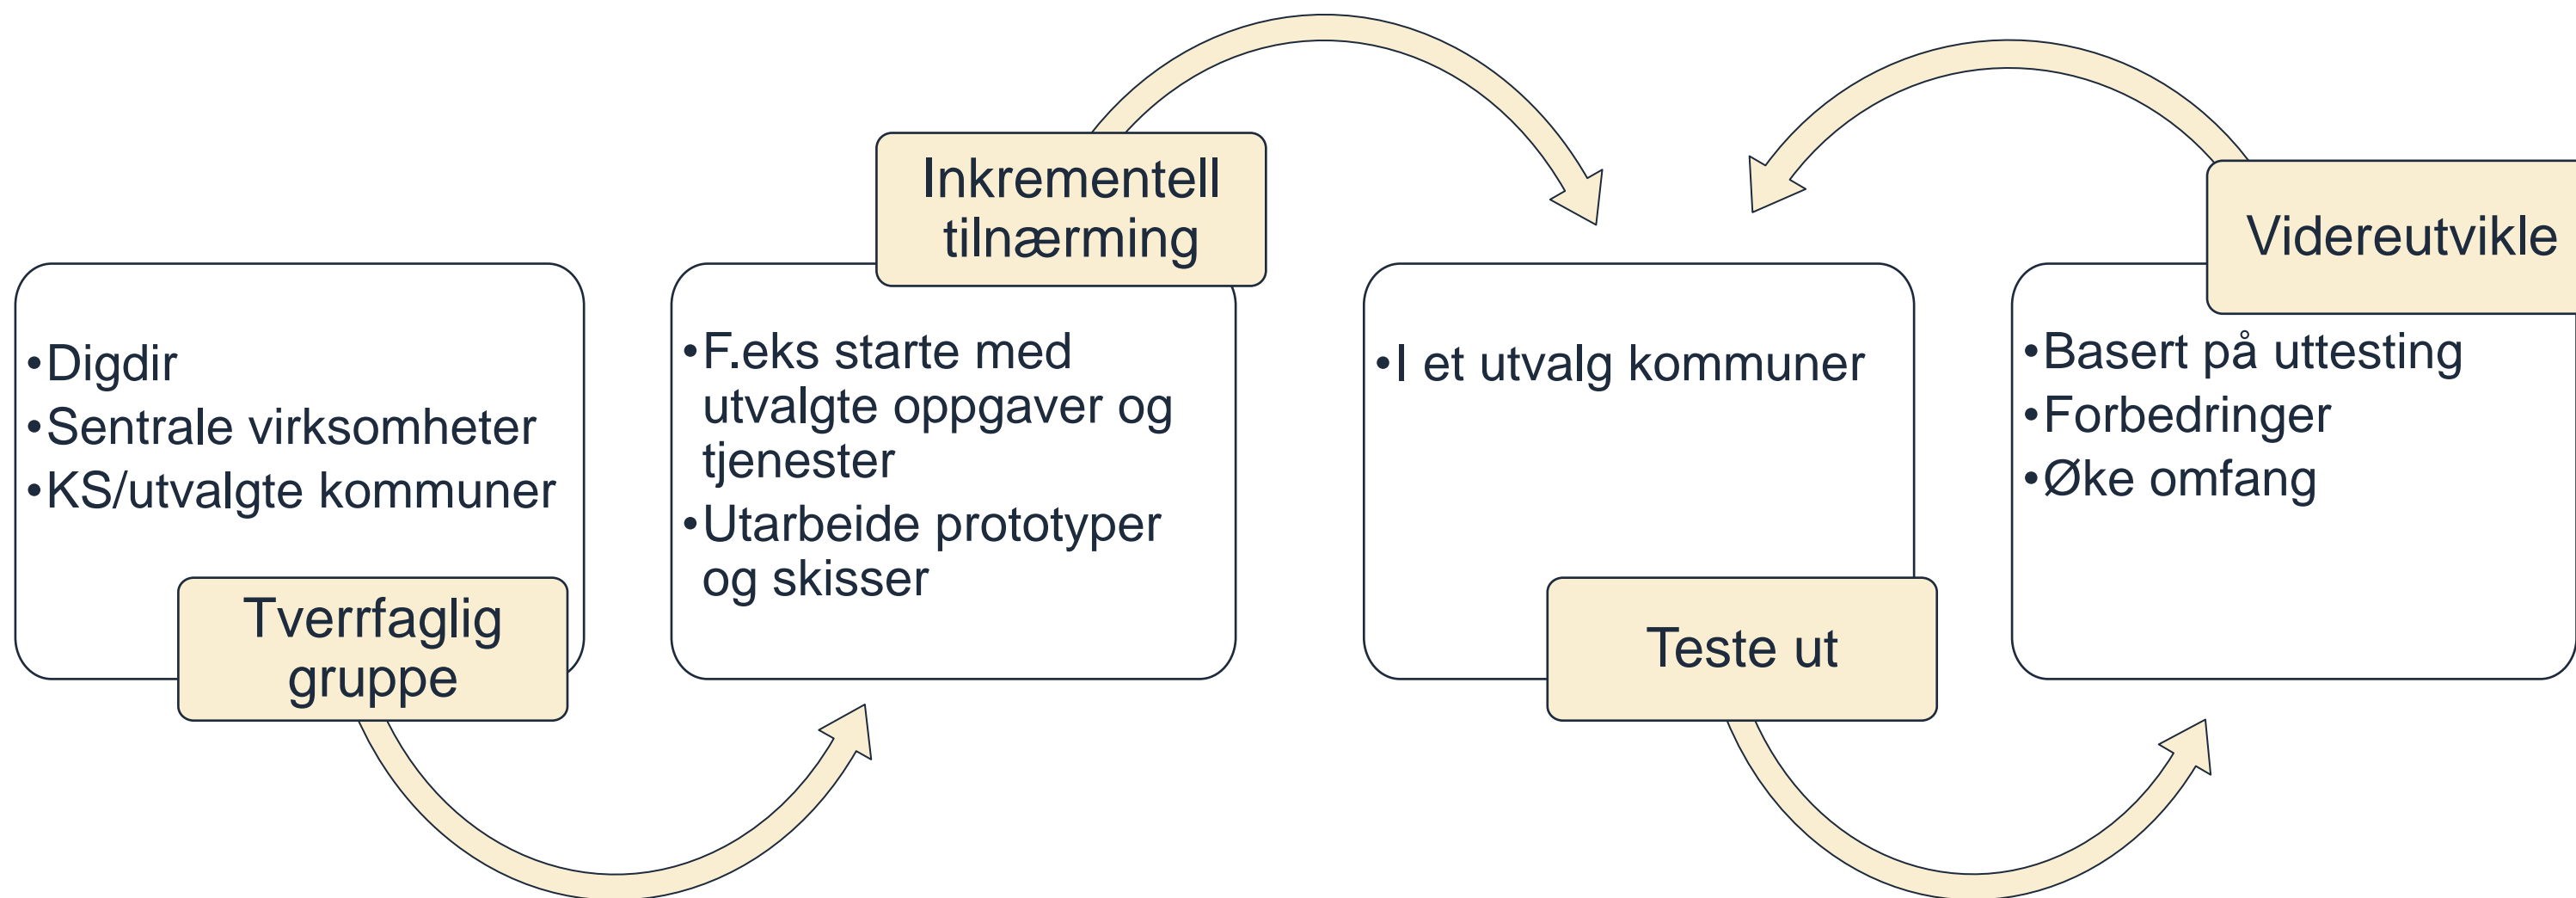 •Digdir
•Sentrale virksomheter
•KS/utvalgte kommuner
Tverrfaglig
gruppe
Inkrementell
tilnærming
•F.eks starte med
utvalgte oppgaver og
tjenester
•Utarbeide prototyper
og skisser
•I et utvalg kommuner
Teste ut
Videreutvikle
•Basert på uttesting
•Forbedringer
•Øke omfang